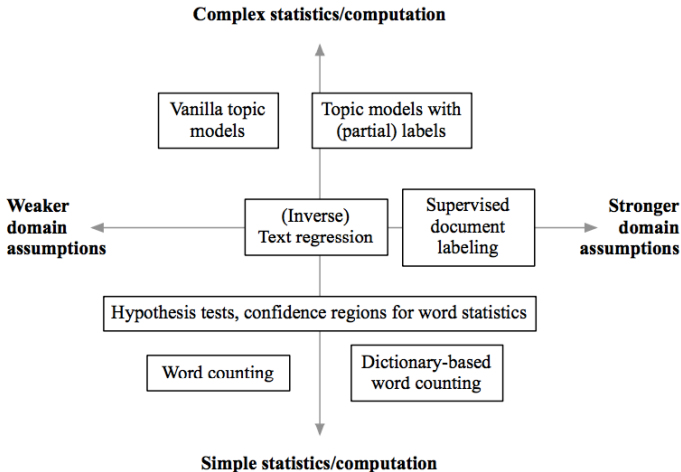 Complex statistics/computation
Vanilla topic
models
Topic models with
(partial) labels
Weaker
domain
assumptions
(Inverse)
Text regression
Supervised
document
labeling
Stronger
domain
assumptions
Hypothesis tests, confidence regions for word statistics
Word counting
Dictionary-based
word counting
Simple statistics/computation